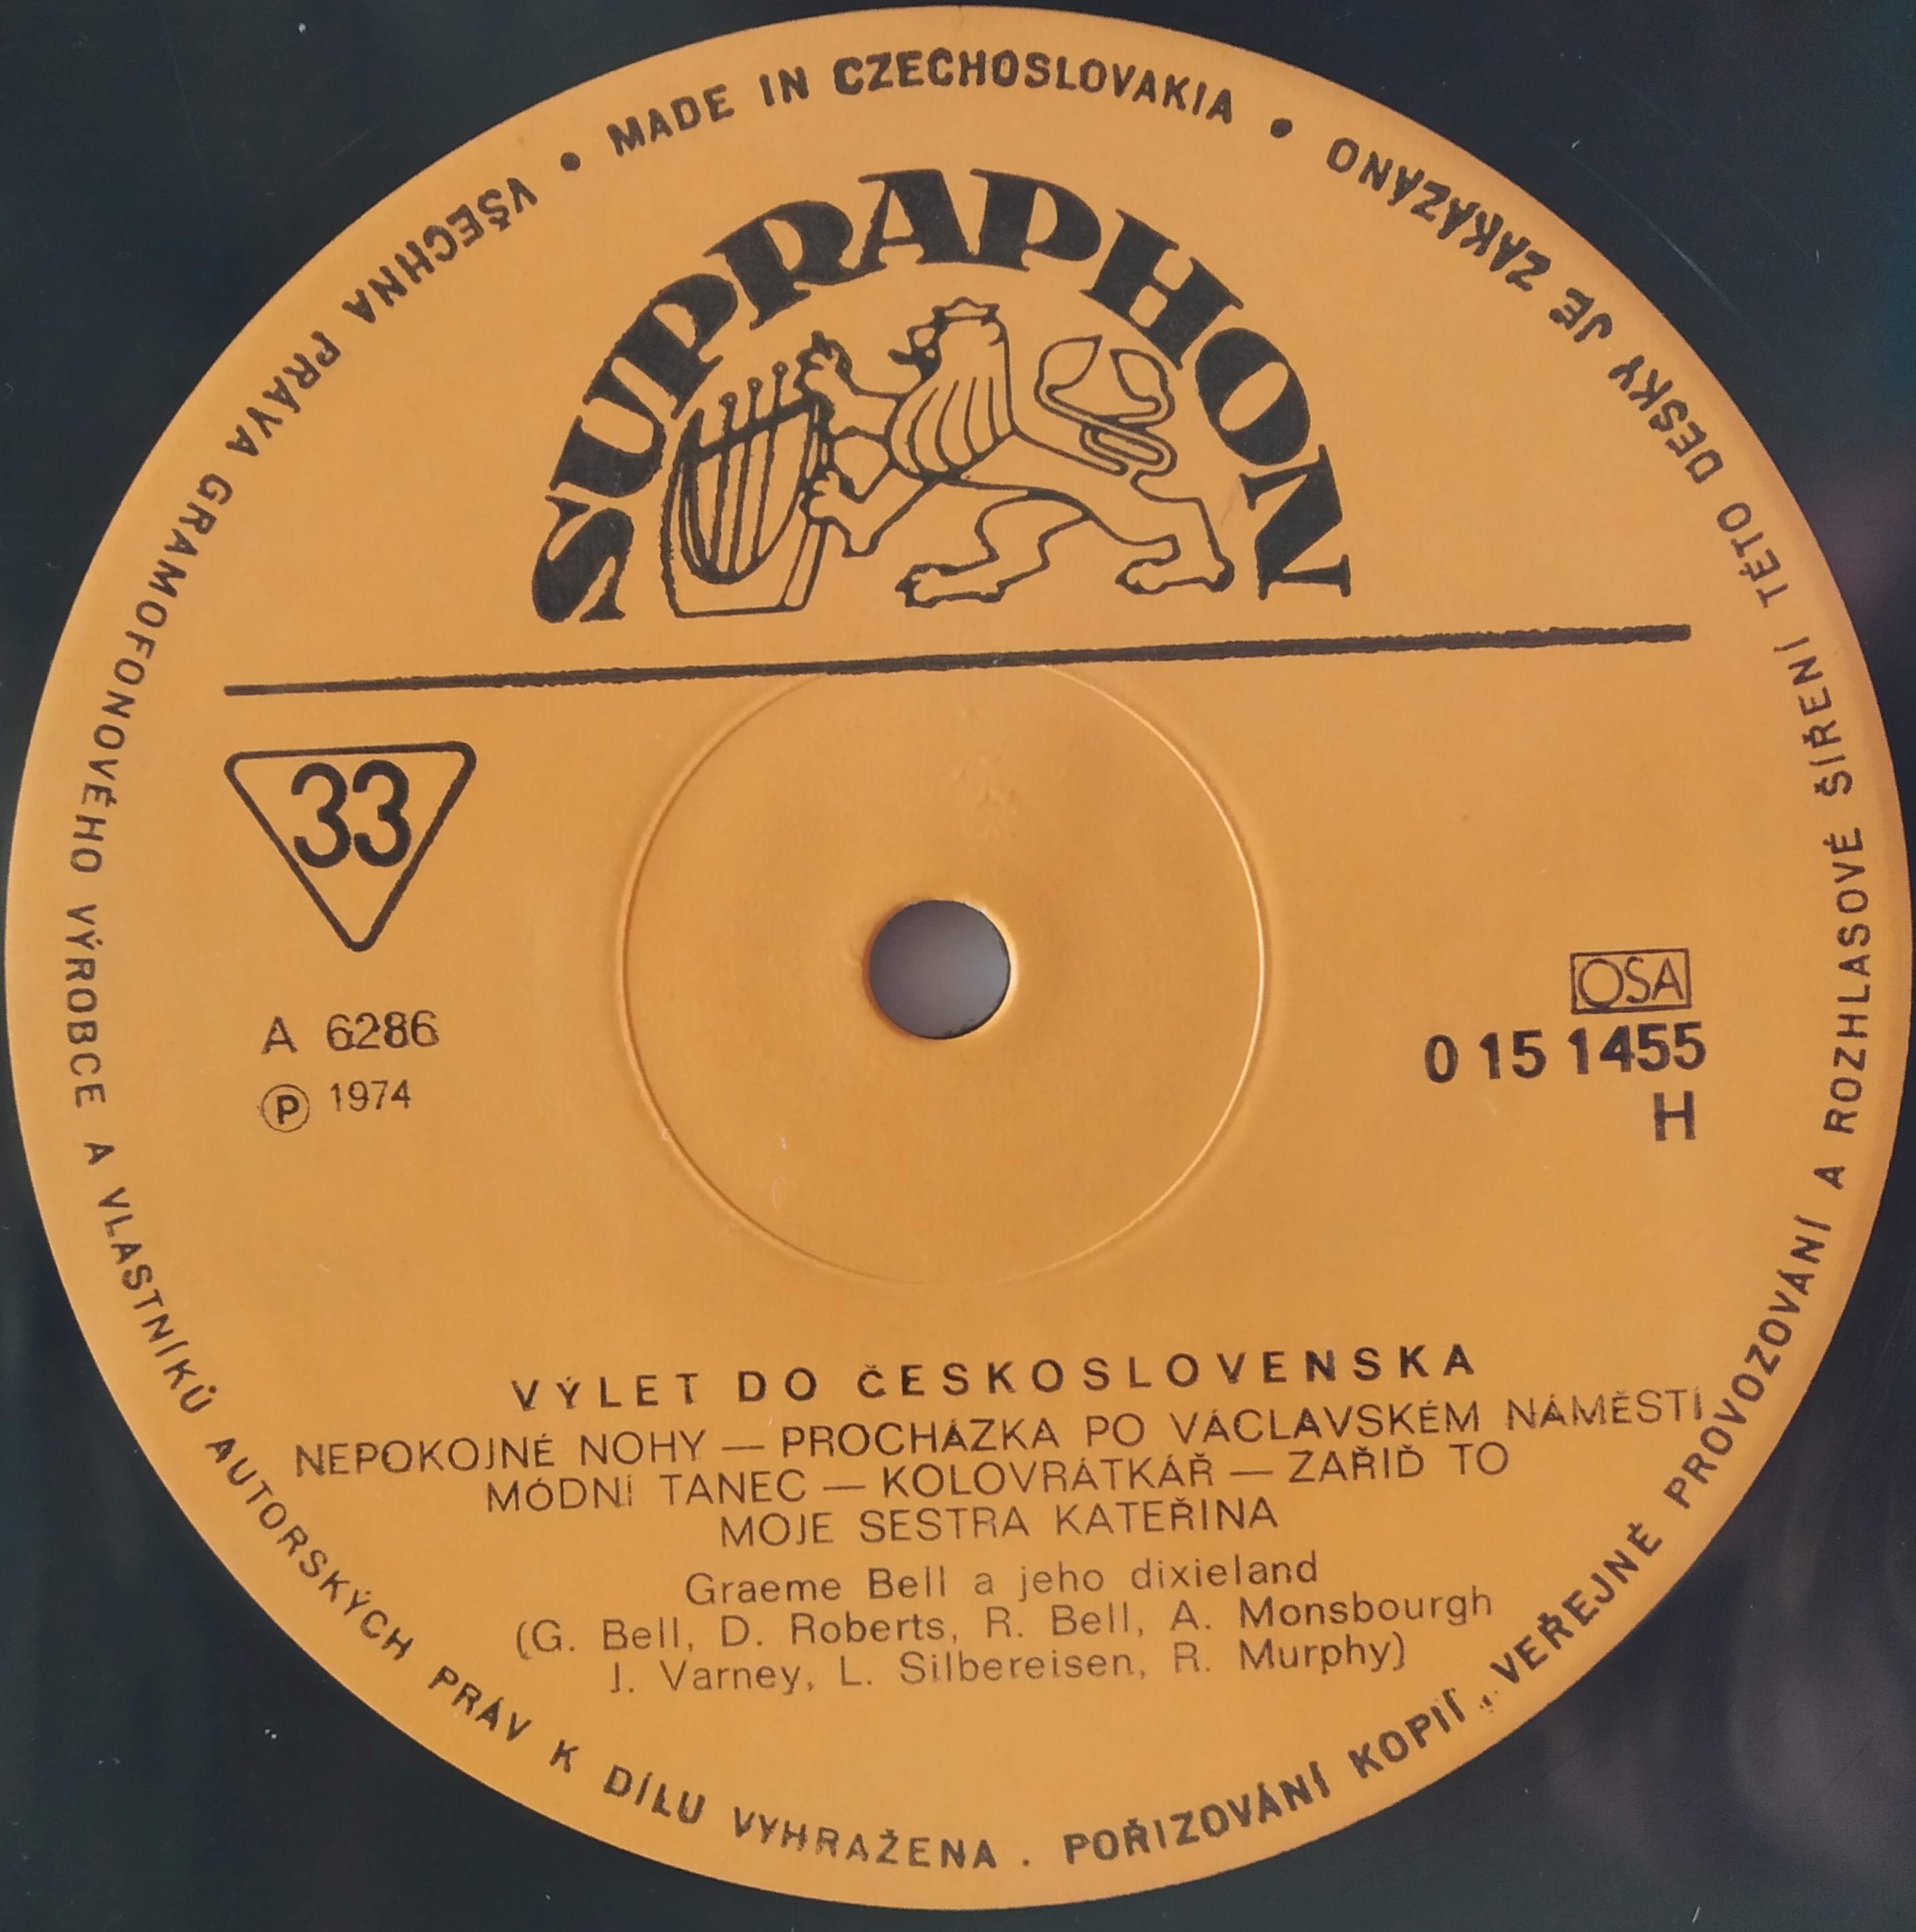 MADE IN CZECHOSLOVAKIA
VŠECHNA PRÁVA GRAMOFONOVÉHO VÝROBCE A VLASTNÍKŮ AUTORSKÝCH PRÁV K DÍLU VYHRAŽENA . POŘIZOVÁNÍ KOPIÍ, VEŘEJNÉ PROVOZOVÁNÍ A ROZHLASOVÉ ŠÍŘENÍ TÉTO DESKY JE ZAKÁZÁNO
SUPRAPHON
33
A 6286
℗ 1974
OSA
0 15 1455
H
VÝLET DO ČESKOSLOVENSKA
NEPOKOJNÉ NOHY — PROCHÁZKA PO VÁCLAVSKÉM NÁMĚSTÍ
MÓDNÍ TANEC — KOLOVRÁTKÁŘ — ZAŘIĎ TO
MOJE SESTRA KATEŘINA
Graeme Bell a jeho dixieland
(G. Bell, D. Roberts, R. Bell, A. Monsbourgh
J. Varney, L. Silbereisen, R. Murphy)